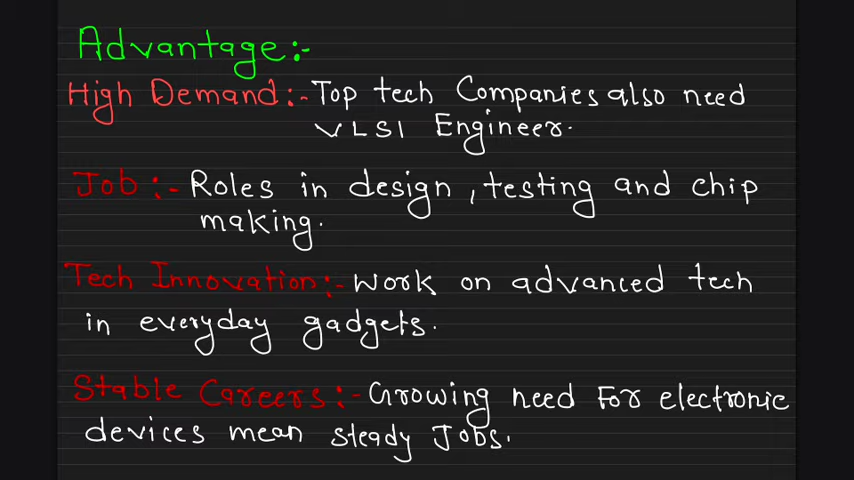 Advantage:-
High Demand:- Top tech Companies also need
VLSI Engineer.
Job:- Roles in design, testing and chip
making.
Tech Innovation:- Work on advanced tech
in everyday gadgets.
Stable Careers:- Growing need For electronic
devices mean steady Jobs.